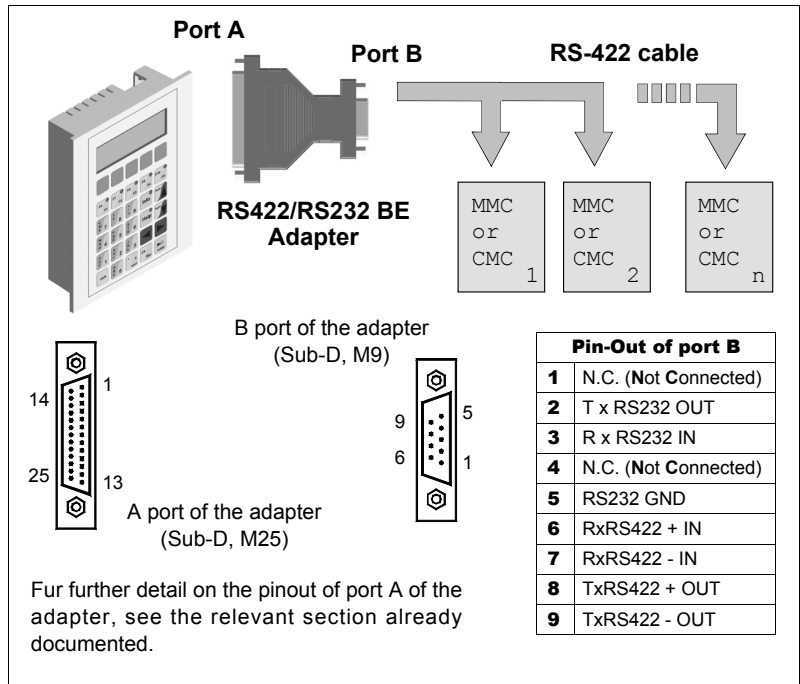 Port A
Port B
RS-422 cable
RS422/RS232 BE
Adapter
MMC
or
CMC
1
MMC
or
CMC
2
MMC
or
CMC
n
B port of the adapter
(Sub-D, M9)
14
1
25
13
9
5
6
1
A port of the adapter
(Sub-D, M25)
Fur further detail on the pinout of port A of the
adapter, see the relevant section already
documented.
Pin-Out of port B
1 N.C. (Not Connected)
2 T x RS232 OUT
3 R x RS232 IN
4 N.C. (Not Connected)
5 RS232 GND
6 RxRS422 + IN
7 RxRS422 - IN
8 TxRS422 + OUT
9 TxRS422 - OUT